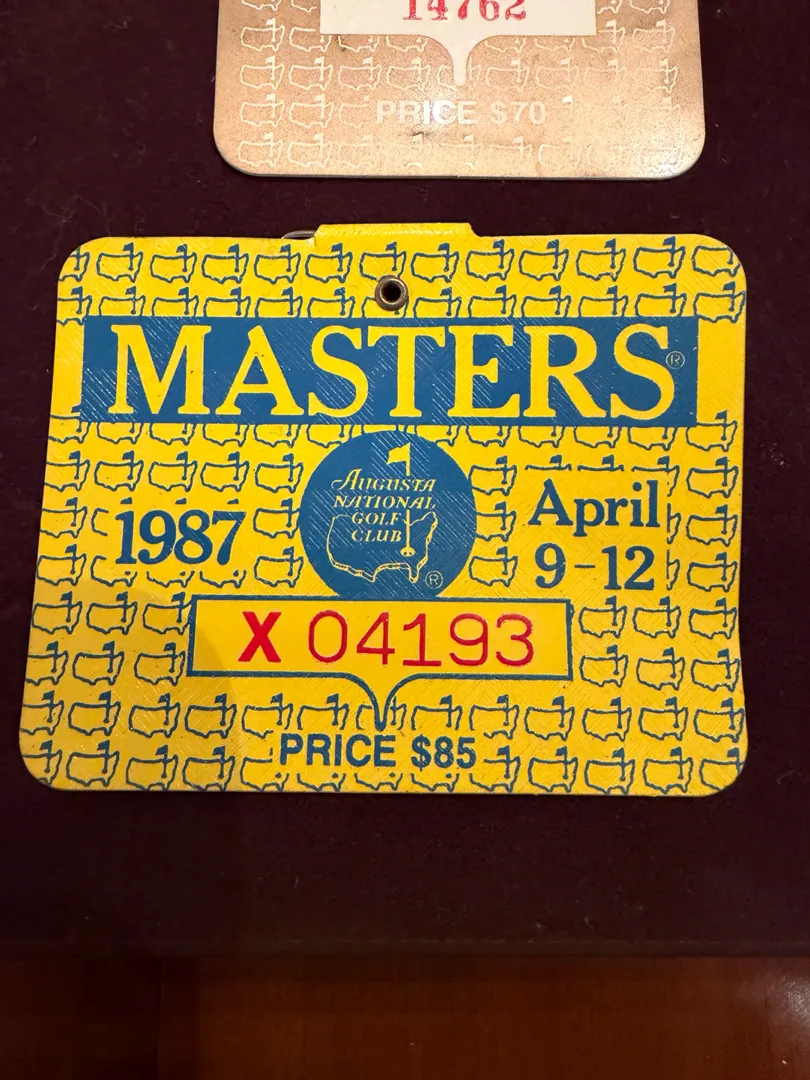 14762
PRICE $70
MASTERS®
AUGUSTA
NATIONAL
GOLF
CLUB
®
1987
April
9-12
X 04193
PRICE $85